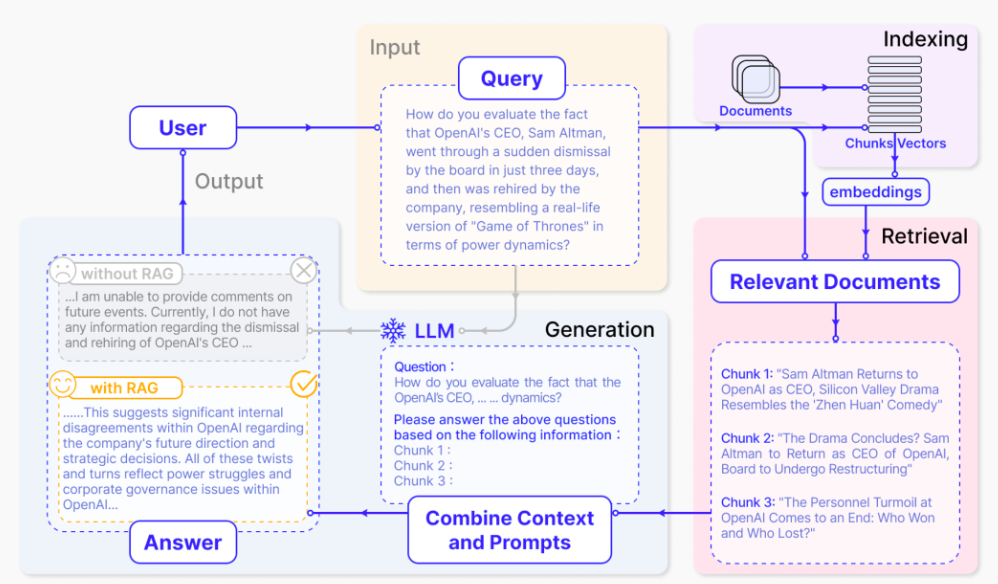 Input
Query
How do you evaluate the fact
that OpenAI's CEO, Sam Altman,
went through a sudden dismissal
by the board in just three days,
and then was rehired by the
company, resembling a real-life
version of "Game of Thrones" in
terms of power dynamics?
Indexing
Documents
Chunks Vectors
embeddings
User
Output
Retrieval
Relevant Documents
Chunk 1: "Sam Altman Returns to
OpenAI as CEO, Silicon Valley Drama
Resembles the 'Zhen Huan' Comedy"
Chunk 2: "The Drama Concludes? Sam
Altman to Return as CEO of OpenAI,
Board to Undergo Restructuring"
Chunk 3: "The Personnel Turmoil at
OpenAI Comes to an End: Who Won
and Who Lost?"
LLM
Generation
Question :
How do you evaluate the fact that the
OpenAI's CEO, ... ... dynamics?
Please answer the above questions
based on the following information :
Chunk 1 :
Chunk 2 :
Chunk 3 :
Combine Context
and Prompts
without RAG
...I am unable to provide comments on
future events. Currently, I do not have
any information regarding the dismissal
and rehiring of OpenAI's CEO ...
with RAG
......This suggests significant internal
disagreements within OpenAI regarding
the company's future direction and
strategic decisions. All of these twists
and turns reflect power struggles and
corporate governance issues within
OpenAI...
Answer